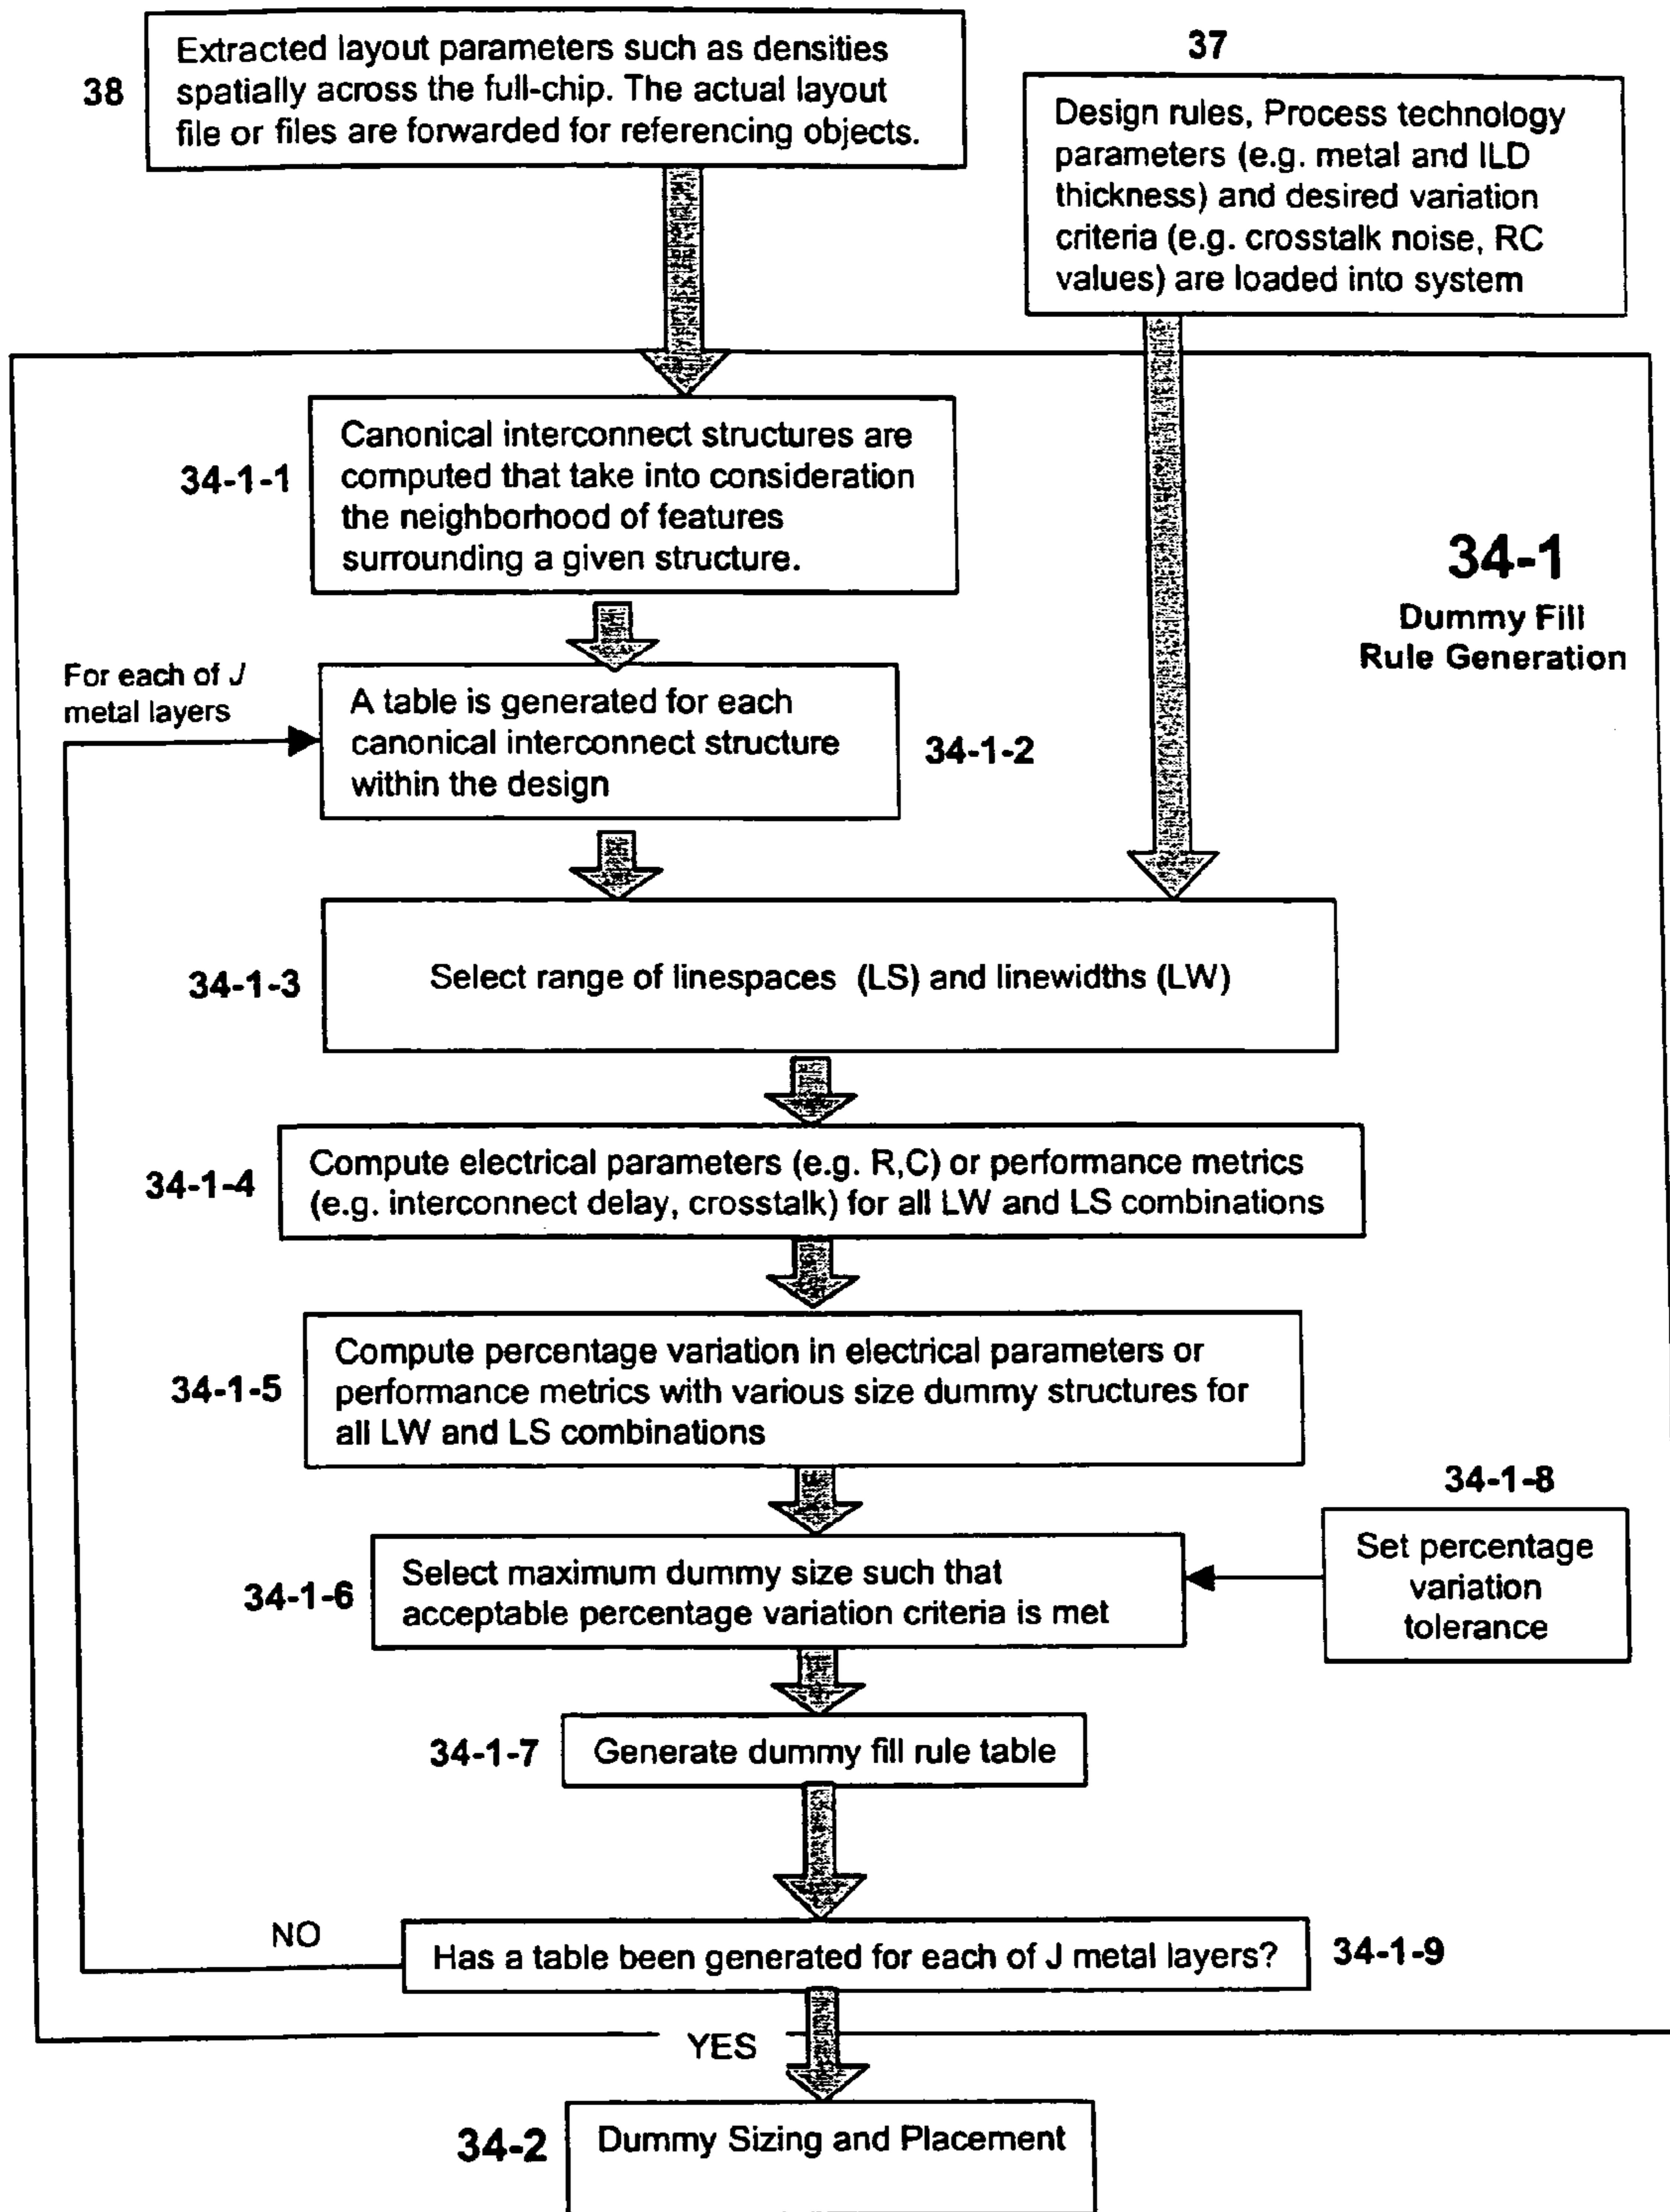 38
Extracted layout parameters such as densities
spatially across the full-chip. The actual layout
file or files are forwarded for referencing objects.
37
Design rules, Process technology
parameters (e.g. metal and ILD
thickness) and desired variation
criteria (e.g. crosstalk noise, RC
values) are loaded into system
34-1-1
Canonical interconnect structures are
computed that take into consideration
the neighborhood of features
surrounding a given structure.
34-1
Dummy Fill
Rule Generation
For each of J
metal layers
A table is generated for each
canonical interconnect structure
within the design
34-1-2
34-1-3
Select range of linespaces (LS) and linewidths (LW)
34-1-4
Compute electrical parameters (e.g. R,C) or performance metrics
(e.g. interconnect delay, crosstalk) for all LW and LS combinations
34-1-5
Compute percentage variation in electrical parameters or
performance metrics with various size dummy structures for
all LW and LS combinations
34-1-8
Set percentage
variation
tolerance
34-1-6
Select maximum dummy size such that
acceptable percentage variation criteria is met
34-1-7
Generate dummy fill rule table
NO
Has a table been generated for each of J metal layers?
34-1-9
YES
34-2
Dummy Sizing and Placement